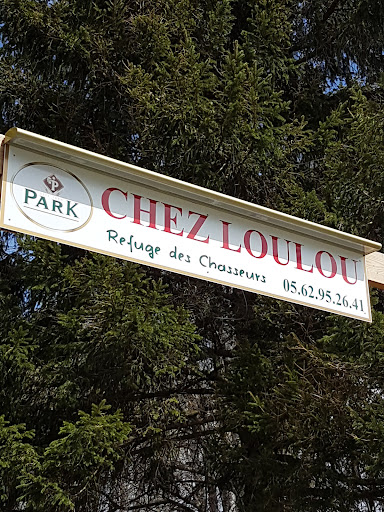 PARK
CHEZ LOULOU
Refuge des Chasseurs
05.62.95.26.41